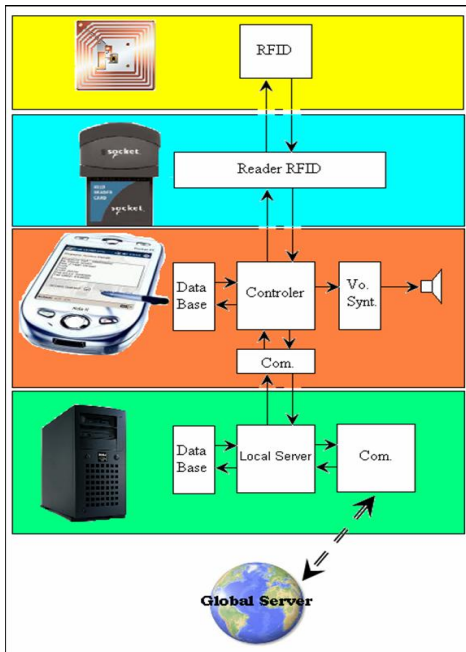 RFID
socket
socket
Reader RFID
Data
Base
Controler
Vo.
Synt.
Com.
Data
Base
Local Server
Com.
Global Server